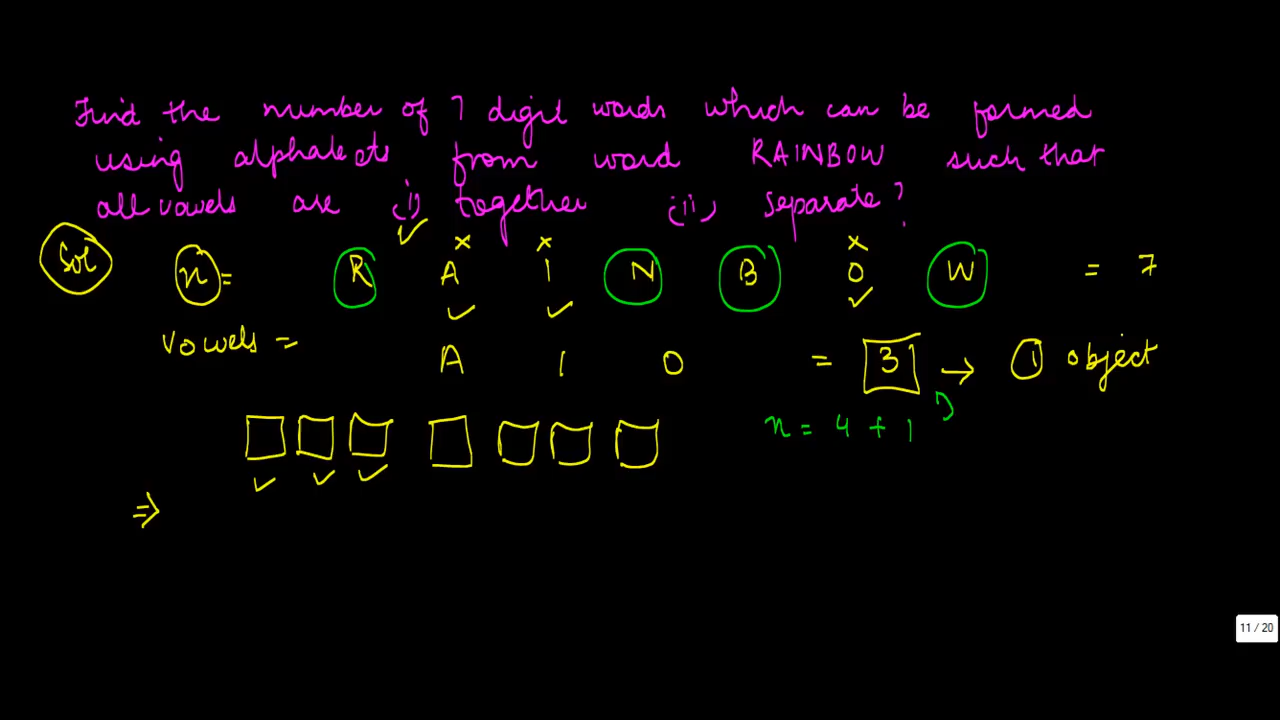 Find the number of 7 digit words which can be formed
using alphabets from word RAINBOW such that
all vowels are (i) together (ii) separate?
Sol n = R A I N B O W = 7
vowels = A I O = 3 → 1 object
n = 4 + 1
⇒
11 / 20